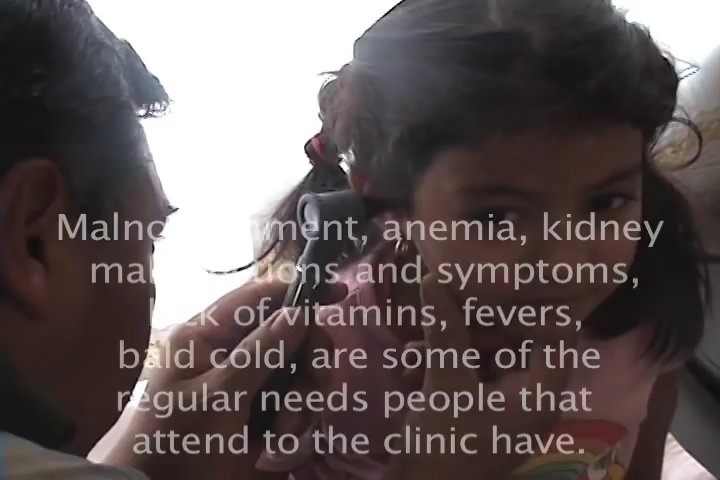 anemia, kidney
and symptoms,
of vitamins, fevers,
bald cold, are some of the
regular needs people that
attend to the clinic have.